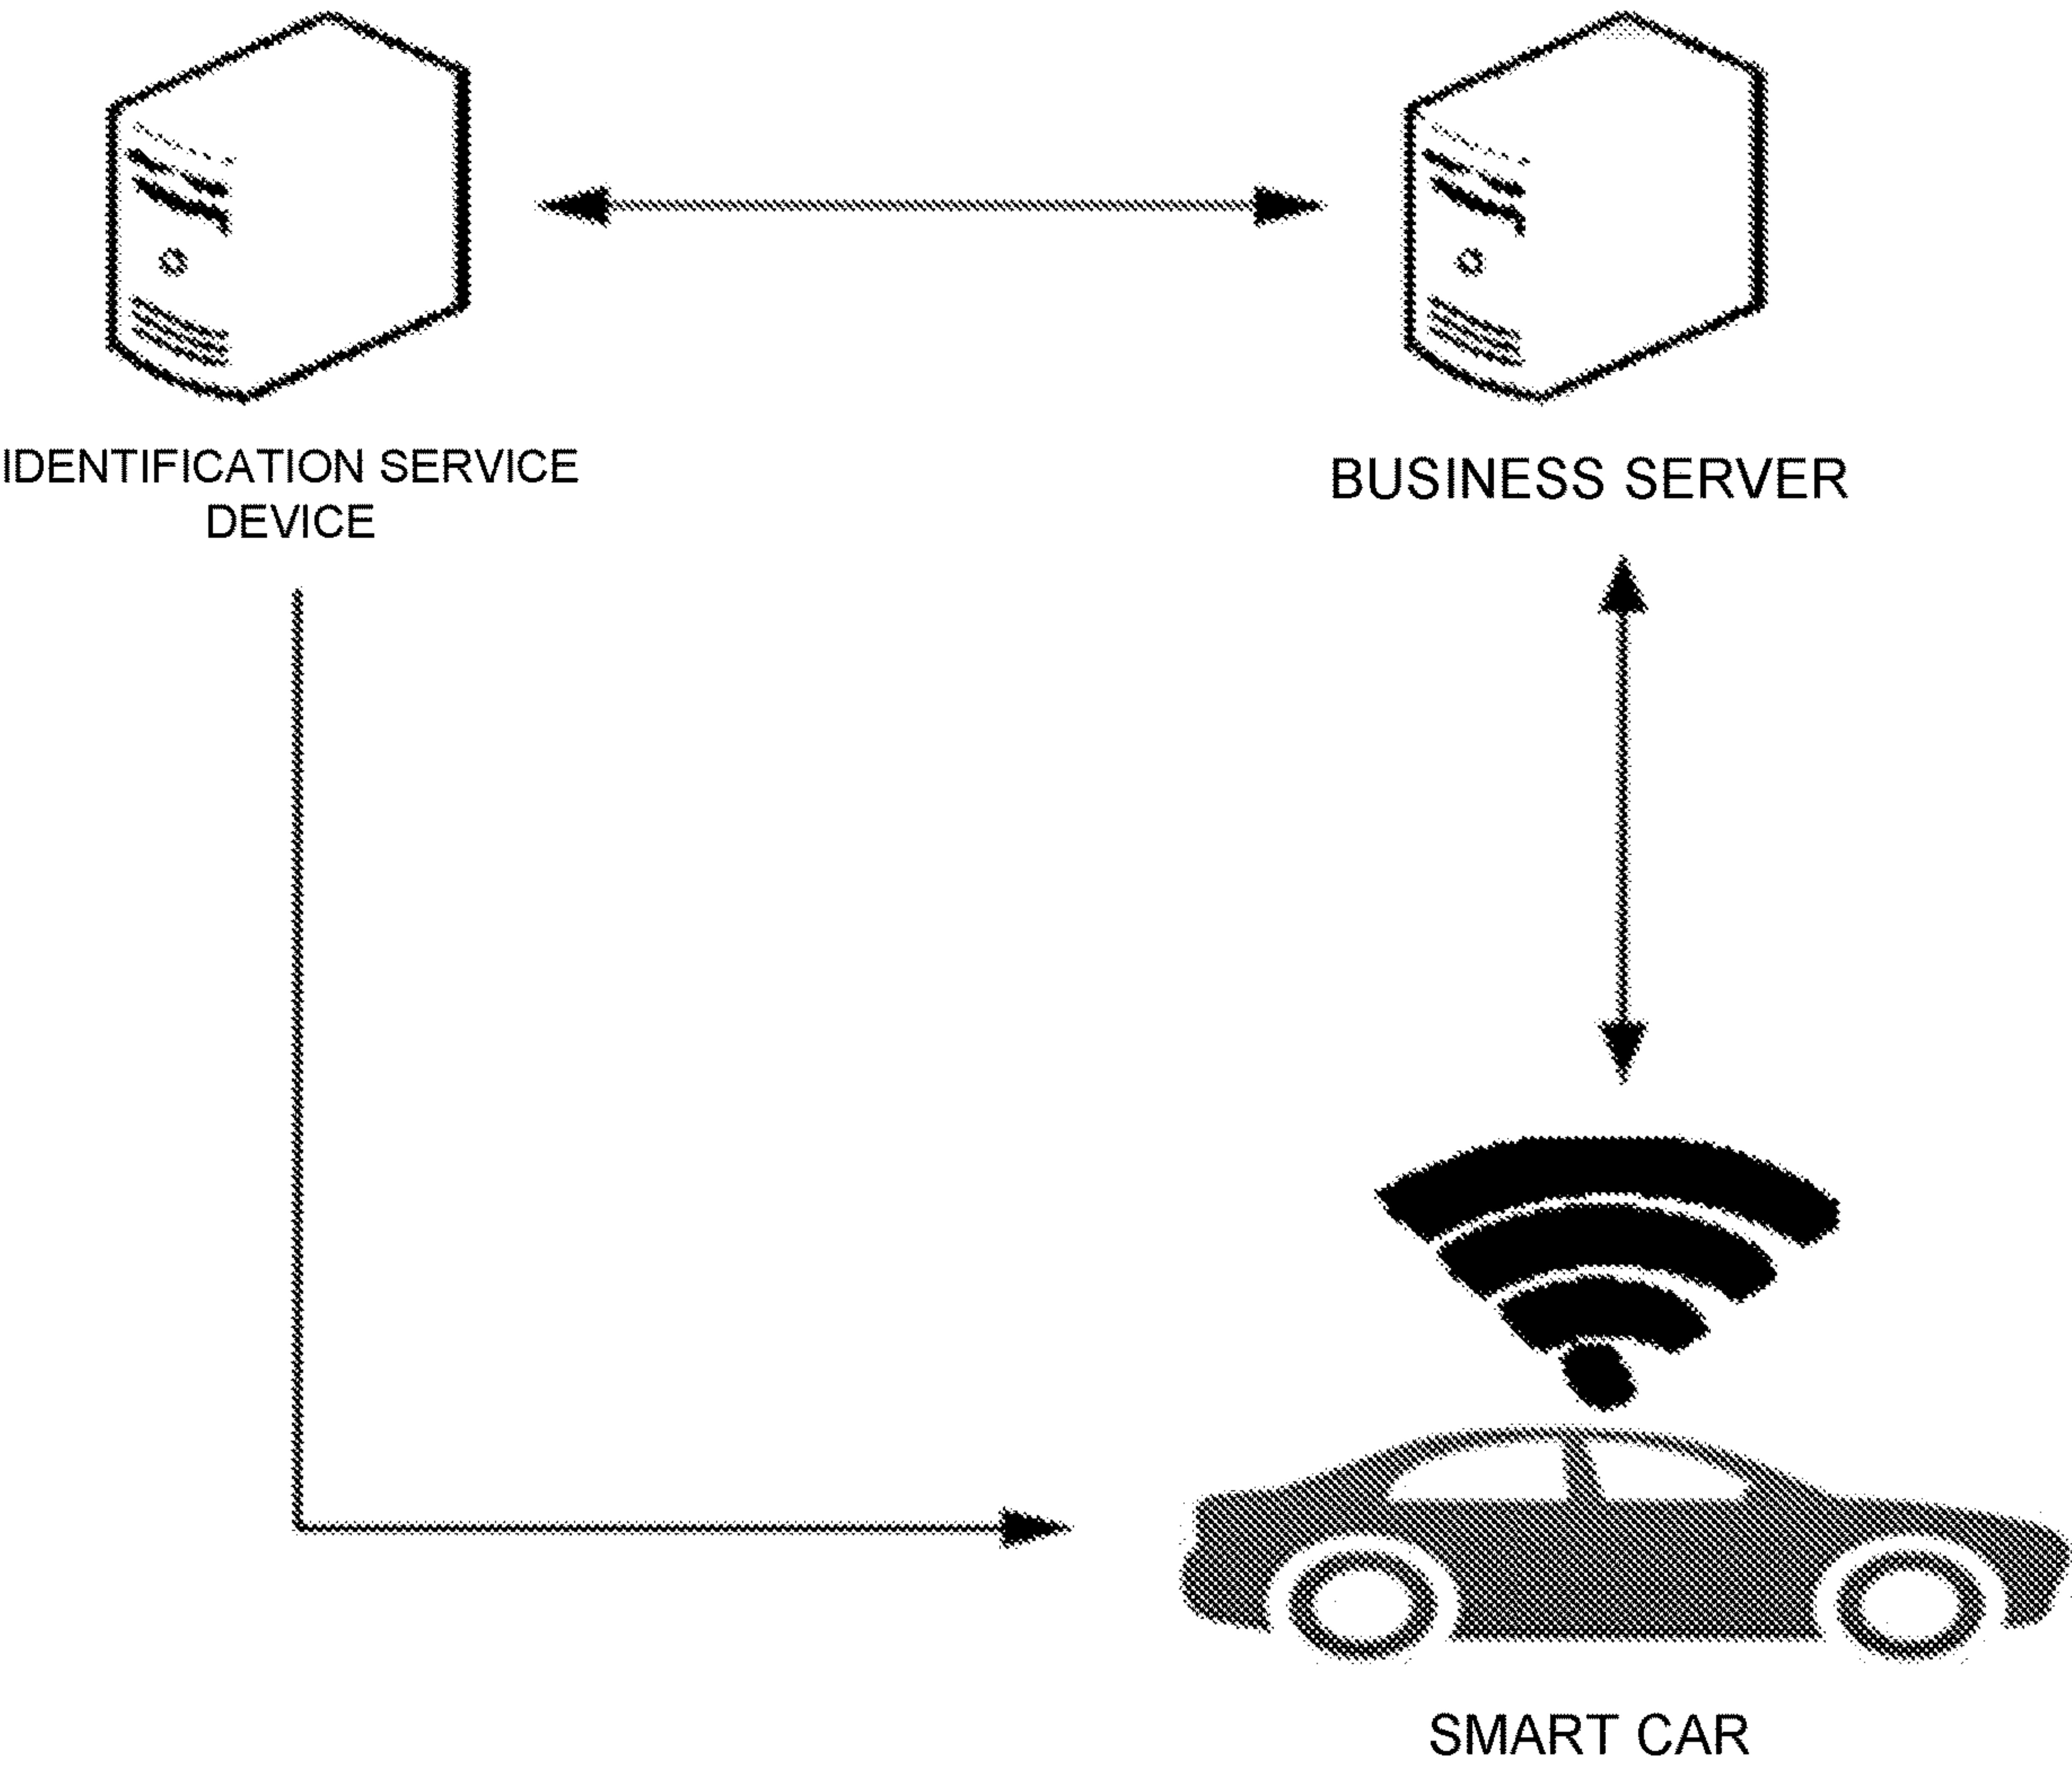 IDENTIFICATION SERVICE
DEVICE
BUSINESS SERVER
SMART CAR